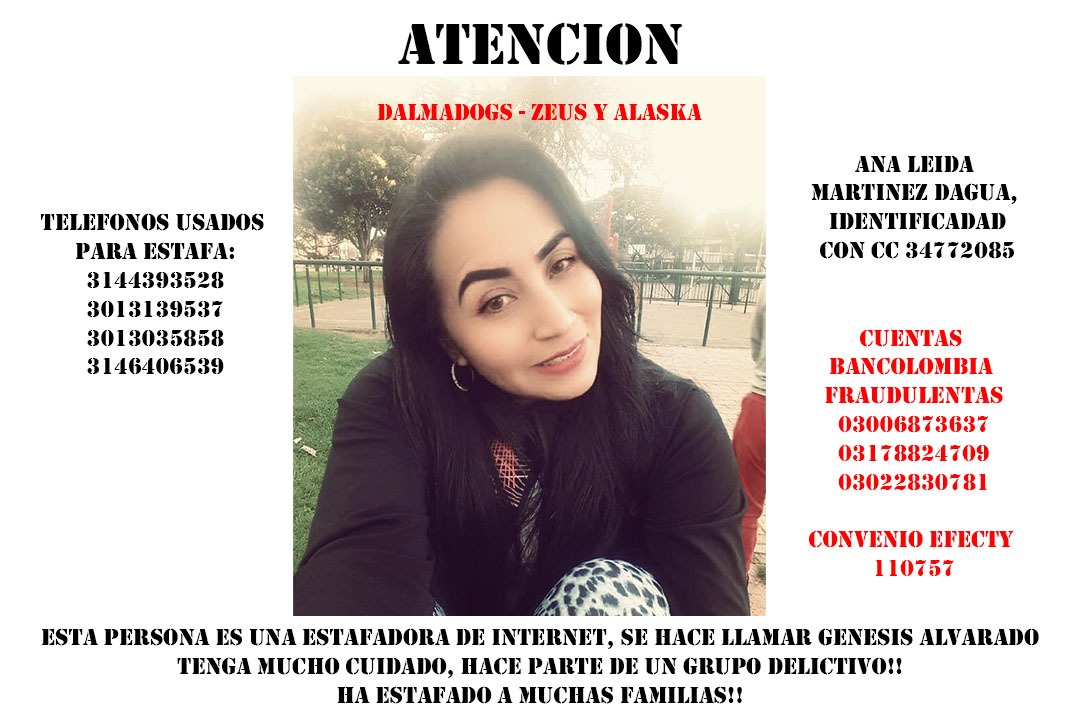 ATENCION
DALMADOGS - ZEUS Y ALASKA
TELEFONOS USADOS
PARA ESTAFA:
3144393528
3013139537
3013035858
3146406539
ANA LEIDA
MARTINEZ DAGUA,
IDENTIFICADAD
CON CC 34772085
CUENTAS
BANCOLOMBIA
FRAUDULENTAS
03006873637
03178824709
03022830781
CONVENIO EFECTY
110757
ESTA PERSONA ES UNA ESTAFADORA DE INTERNET, SE HACE LLAMAR GENESIS ALVARADO
TENGA MUCHO CUIDADO, HACE PARTE DE UN GRUPO DELICTIVO!!
HA ESTAFADO A MUCHAS FAMILIAS!!